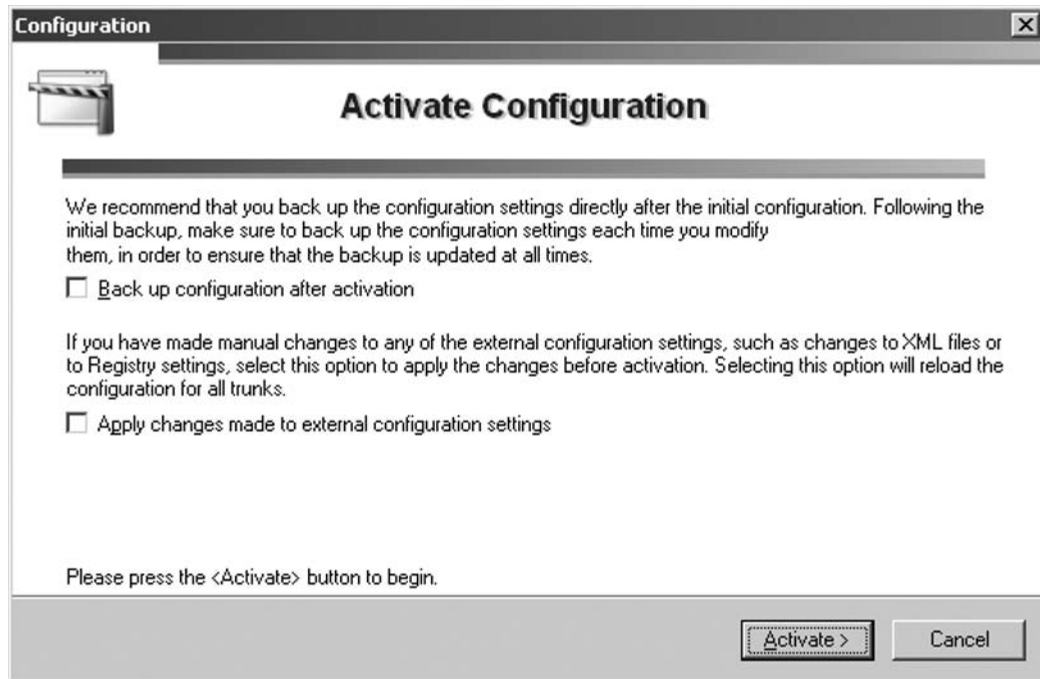 Configuration
Activate Configuration
We recommend that you back up the configuration settings directly after the initial configuration. Following the
initial backup, make sure to back up the configuration settings each time you modify
them, in order to ensure that the backup is updated at all times.
Back up configuration after activation
If you have made manual changes to any of the external configuration settings, such as changes to XML files or
to Registry settings, select this option to apply the changes before activation. Selecting this option will reload the
configuration for all trunks.
Apply changes made to external configuration settings
Please press the <Activate> button to begin.
Activate > Cancel